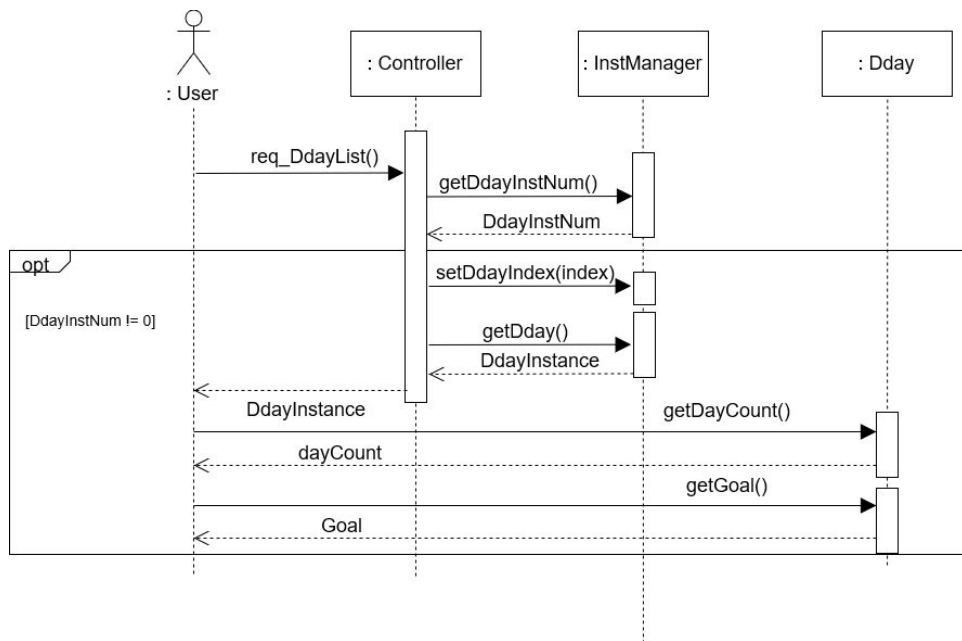 : User
: Controller
: InstManager
: Dday
req_DdayList()
getDdayInstNum()
DdayInstNum
opt
setDdayIndex(index)
[DdayInstNum != 0]
getDday()
DdayInstance
DdayInstance
getDayCount()
dayCount
getGoal()
Goal